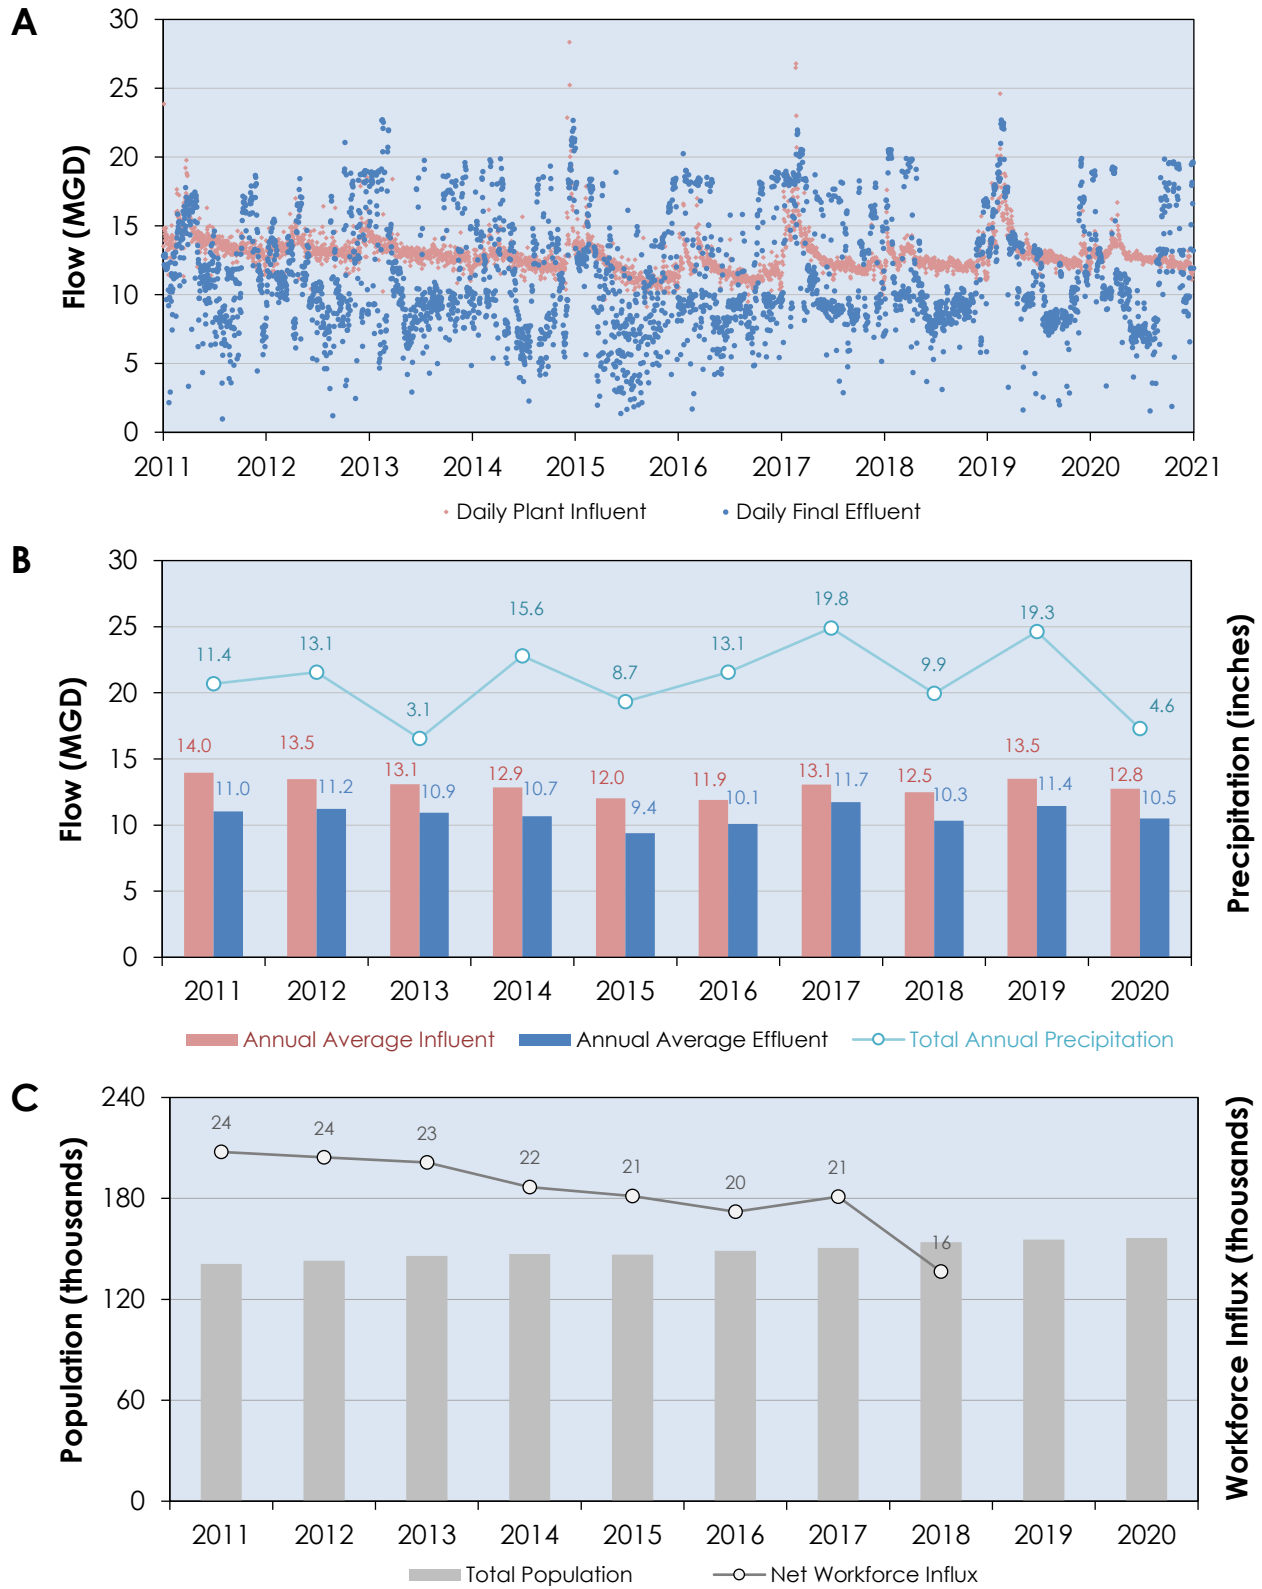 A
Flow (MGD)
30
25
20
15
10
5
0
2011 2012 2013 2014 2015 2016 2017 2018 2019 2020 2021
Daily Plant Influent Daily Final Effluent
B
Flow (MGD)
Precipitation (inches)
30
25
20
15
10
5
0
11.4 13.1 3.1 15.6 8.7 13.1 19.8 9.9 19.3 4.6
14.0 13.5 13.1 12.9 12.0 11.9 13.1 12.5 13.5 12.8
11.0 11.2 10.9 10.7 9.4 10.1 11.7 10.3 11.4 10.5
2011 2012 2013 2014 2015 2016 2017 2018 2019 2020
Annual Average Influent Annual Average Effluent Total Annual Precipitation
C
Population (thousands)
Workforce Influx (thousands)
240
180
120
60
0
24 24 23 22 21 20 21 16
2011 2012 2013 2014 2015 2016 2017 2018 2019 2020
Total Population Net Workforce Influx